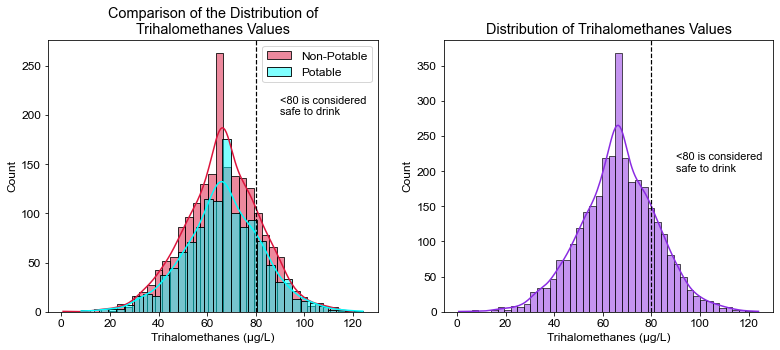 Comparison of the Distribution of
Trihalomethanes Values
Non-Potable
Potable
<80 is considered
safe to drink
Count
250
200
150
100
50
0
0 20 40 60 80 100 120
Trihalomethanes (µg/L)
Distribution of Trihalomethanes Values
<80 is considered
safe to drink
Count
350
300
250
200
150
100
50
0
0 20 40 60 80 100 120
Trihalomethanes (µg/L)